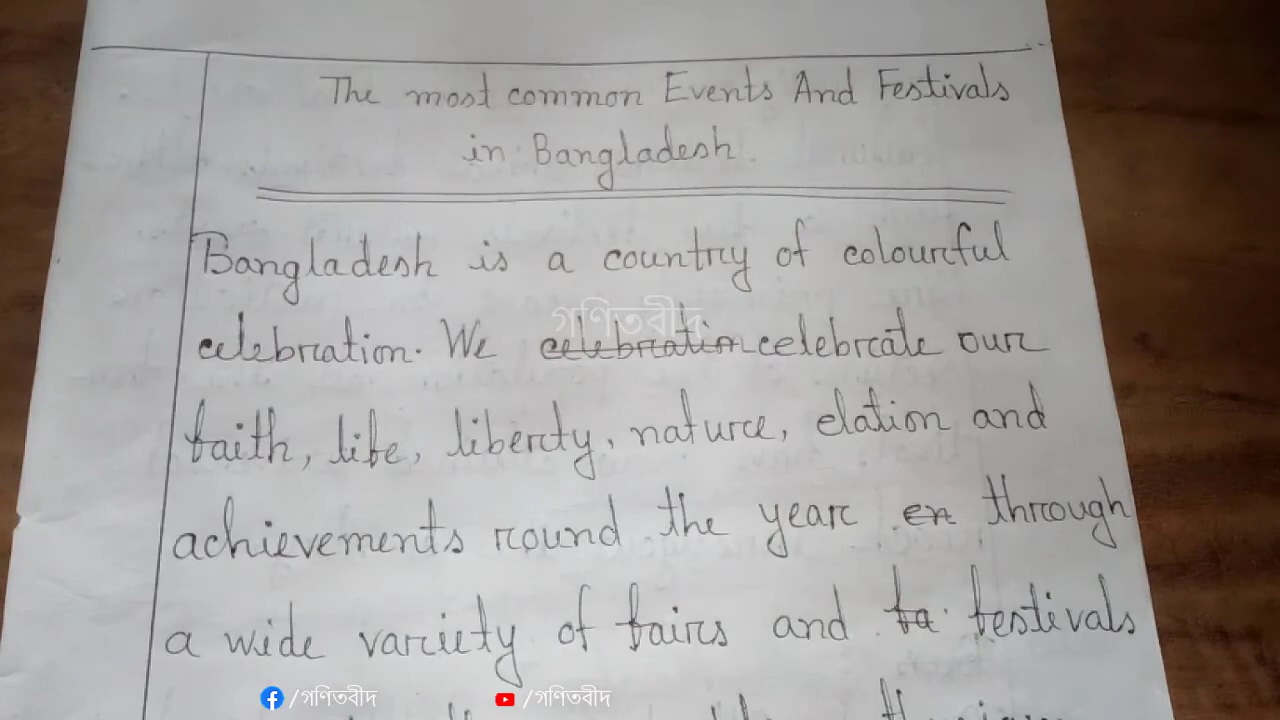 The most common Events And Festivals
in Bangladesh.
Bangladesh is a country of colourful
গণিতবীদ
celebration. We celebration celebrate our
faith, life, liberty, nature, elation and
achievements round the year en through
a wide variety of fairs and fa festivals
/গণিতবীদ /গণিতবীদ